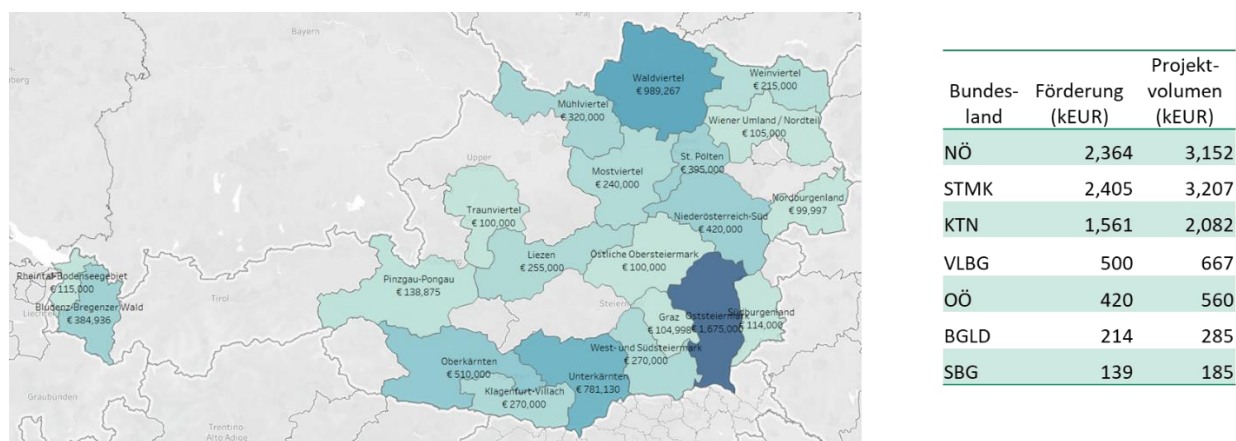 Bayern
Waldviertel
€ 989,267
Weinviertel
€ 215,000
Mühlviertel
€ 320,000
Wiener Umland / Nordteil
€ 105,000
Upper
St. Pölten
€ 395,000
Mostviertel
€ 240,000
Nordburgenland
€ 99,997
Traunviertel
€ 100,000
Niederösterreich-Süd
€ 420,000
Liezen
€ 255,000
Östliche Obersteiermark
€ 100,000
Rheintal-Bodenseegebiet
€ 115,000
Pinzgau-Pongau
€ 138,875
Tirol
Bludenz-Bregenzer Wald
€ 384,936
Graz
€ 104,998
Oststeiermark
€ 1,675,000
Südburgenland
€ 114,000
West- und Südsteiermark
€ 270,000
Oberkärnten
€ 510,000
Unterkärnten
€ 781,130
Klagenfurt-Villach
€ 270,000
Graubünden
Trentino-
Alto Adige
Bundes-
land
Förderung
(kEUR)
Projekt-
volumen
(kEUR)
NÖ 2,364 3,152
STMK 2,405 3,207
KTN 1,561 2,082
VLBG 500 667
OÖ 420 560
BGLD 214 285
SBG 139 185